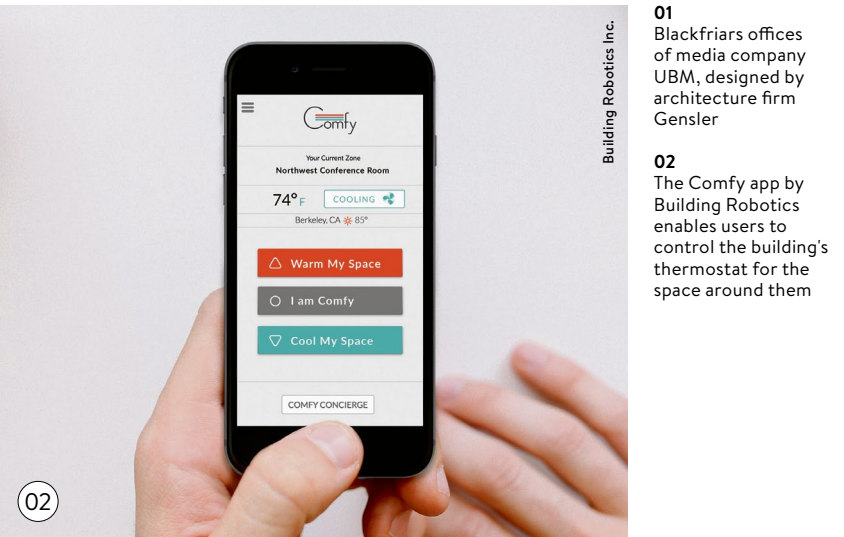 Comfy
Your Current Zone
Northwest Conference Room
74° F COOLING
Berkeley, CA 85°
Warm My Space
I am Comfy
Cool My Space
COMFY CONCIERGE
02
Building Robotics Inc.
01
Blackfriars offices
of media company
UBM, designed by
architecture firm
Gensler
02
The Comfy app by
Building Robotics
enables users to
control the building's
thermostat for the
space around them